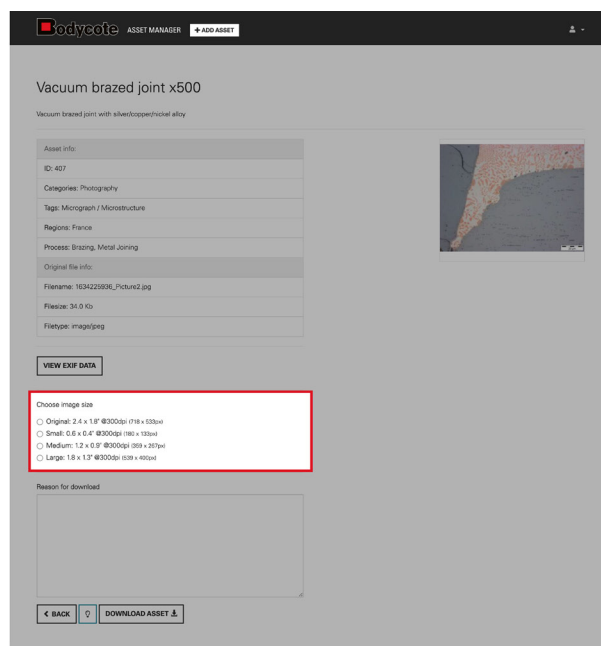 Bodycote ASSET MANAGER + ADD ASSET
Vacuum brazed joint x500
Vacuum brazed joint with silver/copper/nickel alloy
Asset info:
ID: 407
Categories: Photography
Tags: Micrograph / Microstructure
Regions: France
Process: Brazing, Metal Joining
Original file info:
Filename: 1634225936_Picture2.jpg
Filesize: 34.0 Kb
Filetype: image/jpeg
VIEW EXIF DATA
Choose image size
Original: 2.4 x 1.8" @300dpi (718 x 533px)
Small: 0.6 x 0.4" @300dpi (180 x 133px)
Medium: 1.2 x 0.9" @300dpi (359 x 267px)
Large: 1.8 x 1.3" @300dpi (539 x 400px)
Reason for download
BACK DOWNLOAD ASSET